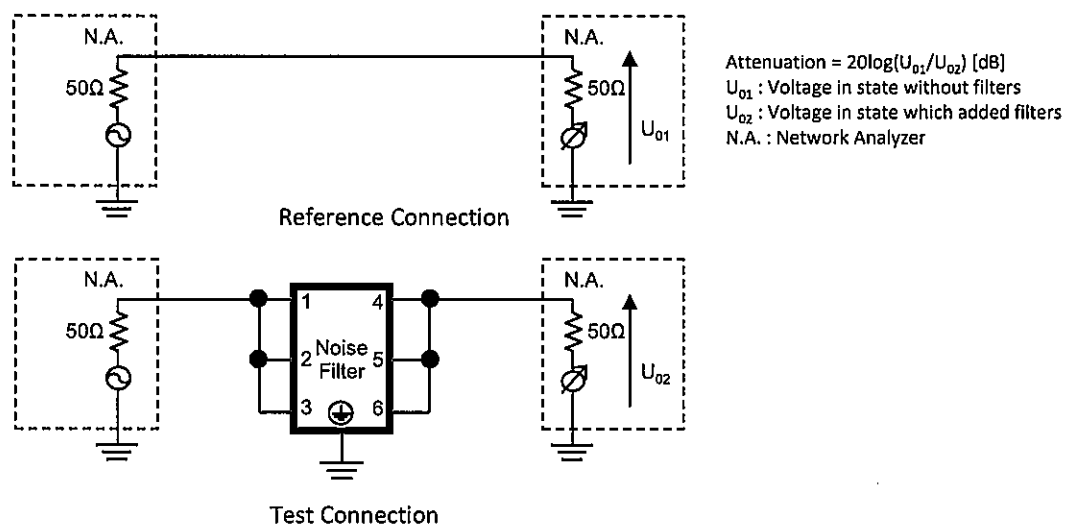 N.A.
50Ω
N.A.
50Ω
U01
Attenuation = 20log(U01/U02) [dB]
U01 : Voltage in state without filters
U02 : Voltage in state which added filters
N.A. : Network Analyzer
Reference Connection
N.A.
50Ω
1
4
2
Noise
Filter
5
3
6
N.A.
50Ω
U02
Test Connection